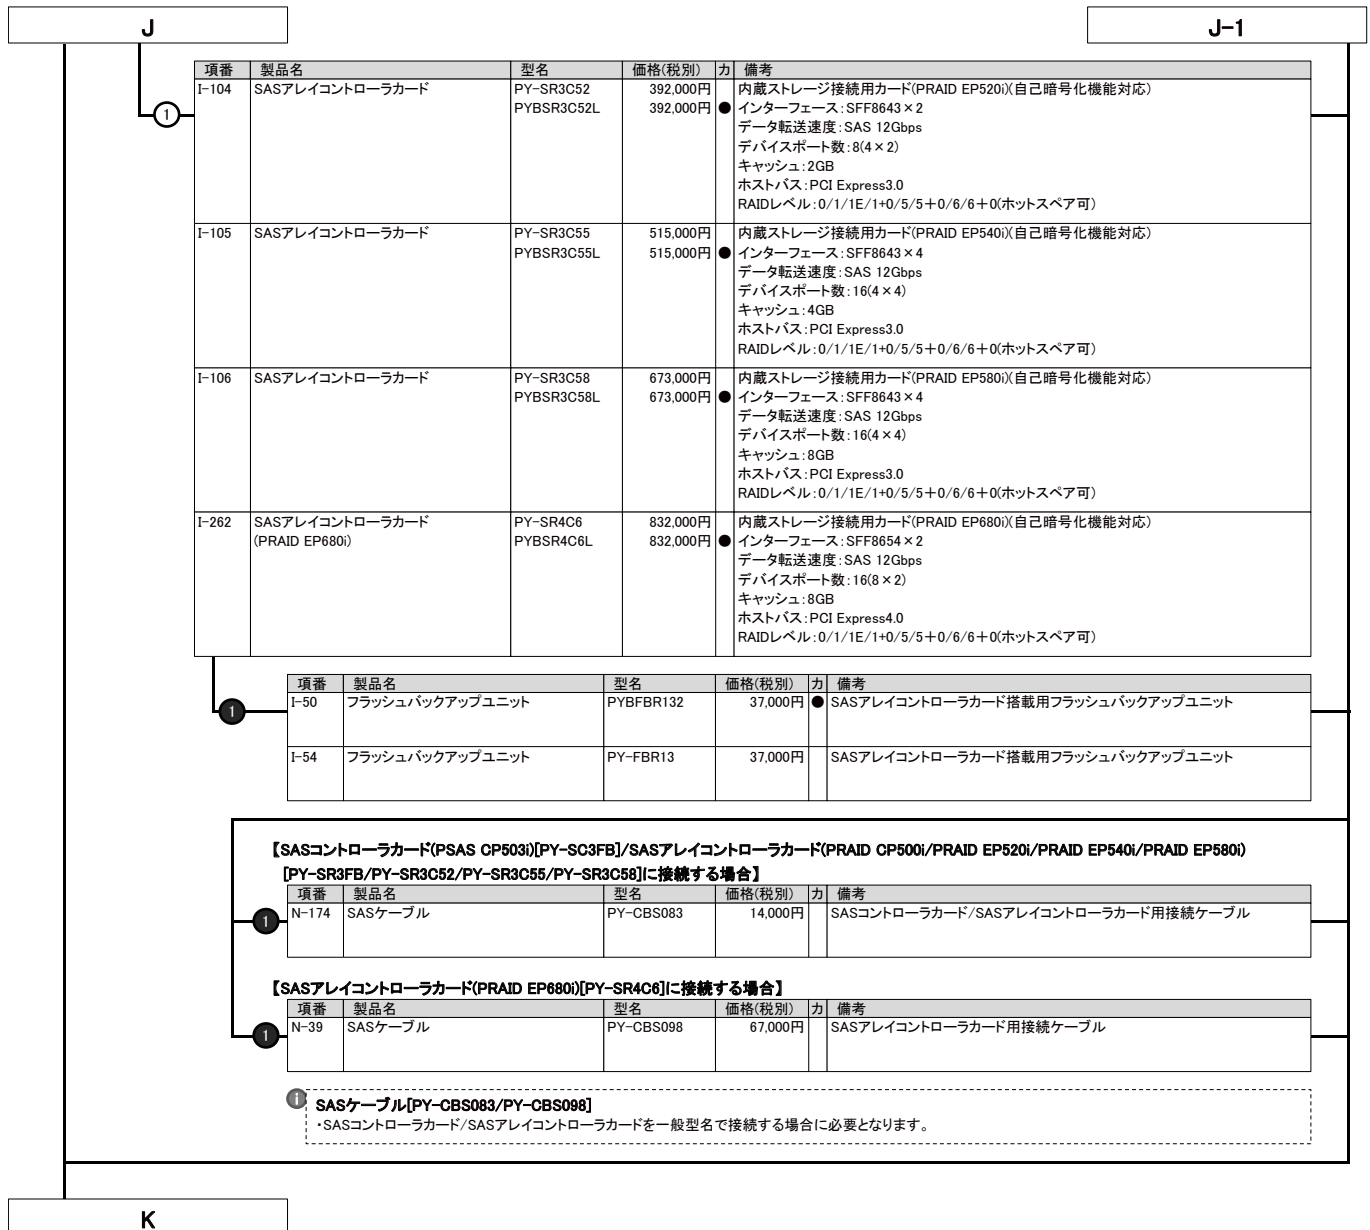 J
J-1
項番 製品名 型名 価格(税別) カ 備考
I-104 SASアレイコントローラカード PY-SR3C52 392,000円 内蔵ストレージ接続用カード(PRAID EP520i)(自己暗号化機能対応)
PYBSR3C52L 392,000円 ● インターフェース:SFF8643×2
データ転送速度:SAS 12Gbps
デバイスポート数:8(4×2)
キャッシュ:2GB
ホストバス:PCI Express3.0
RAIDレベル:0/1/1E/1+0/5/5+0/6/6+0(ホットスペア可)
I-105 SASアレイコントローラカード PY-SR3C55 515,000円 内蔵ストレージ接続用カード(PRAID EP540i)(自己暗号化機能対応)
PYBSR3C55L 515,000円 ● インターフェース:SFF8643×4
データ転送速度:SAS 12Gbps
デバイスポート数:16(4×4)
キャッシュ:4GB
ホストバス:PCI Express3.0
RAIDレベル:0/1/1E/1+0/5/5+0/6/6+0(ホットスペア可)
I-106 SASアレイコントローラカード PY-SR3C58 673,000円 内蔵ストレージ接続用カード(PRAID EP580i)(自己暗号化機能対応)
PYBSR3C58L 673,000円 ● インターフェース:SFF8643×4
データ転送速度:SAS 12Gbps
デバイスポート数:16(4×4)
キャッシュ:8GB
ホストバス:PCI Express3.0
RAIDレベル:0/1/1E/1+0/5/5+0/6/6+0(ホットスペア可)
I-262 SASアレイコントローラカード PY-SR4C6 832,000円 内蔵ストレージ接続用カード(PRAID EP680i)(自己暗号化機能対応)
(PRAID EP680i) PYBSR4C6L 832,000円 ● インターフェース:SFF8654×2
データ転送速度:SAS 12Gbps
デバイスポート数:16(8×2)
キャッシュ:8GB
ホストバス:PCI Express4.0
RAIDレベル:0/1/1E/1+0/5/5+0/6/6+0(ホットスペア可)
1
項番 製品名 型名 価格(税別) カ 備考
1 I-50 フラッシュバックアップユニット PYBFBR132 37,000円 ● SASアレイコントローラカード搭載用フラッシュバックアップユニット
I-54 フラッシュバックアップユニット PY-FBR13 37,000円 SASアレイコントローラカード搭載用フラッシュバックアップユニット
【SASコントローラカード(PSAS CP503i)[PY-SC3FB]/SASアレイコントローラカード(PRAID CP500i/PRAID EP520i/PRAID EP540i/PRAID EP580i)
[PY-SR3FB/PY-SR3C52/PY-SR3C55/PY-SR3C58]に接続する場合】
項番 製品名 型名 価格(税別) カ 備考
1 N-174 SASケーブル PY-CBS083 14,000円 SASコントローラカード/SASアレイコントローラカード用接続ケーブル
【SASアレイコントローラカード(PRAID EP680i)[PY-SR4C6]に接続する場合】
項番 製品名 型名 価格(税別) カ 備考
1 N-39 SASケーブル PY-CBS098 67,000円 SASアレイコントローラカード用接続ケーブル
i SASケーブル[PY-CBS083/PY-CBS098]
・SASコントローラカード/SASアレイコントローラカードを一般型名で接続する場合に必要となります。
K